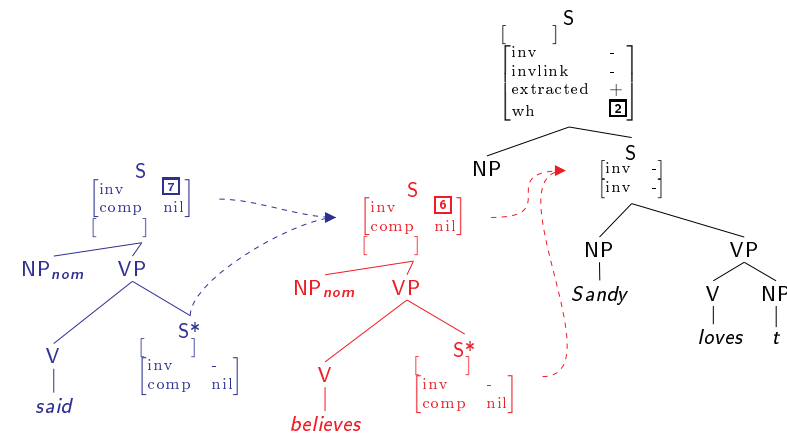 S
[ ]
[inv -
invlink -
extracted +
wh 2]
NP
S
[inv -]
[inv -]
NP
VP
Sandy
V
NP
loves
t
S
[inv 6
comp nil]
[ ]
NPnom
VP
V
S*
[ ]
[inv -
comp nil]
believes
S
[inv 7
comp nil]
[ ]
NPnom
VP
V
S*
[ ]
[inv -
comp nil]
said